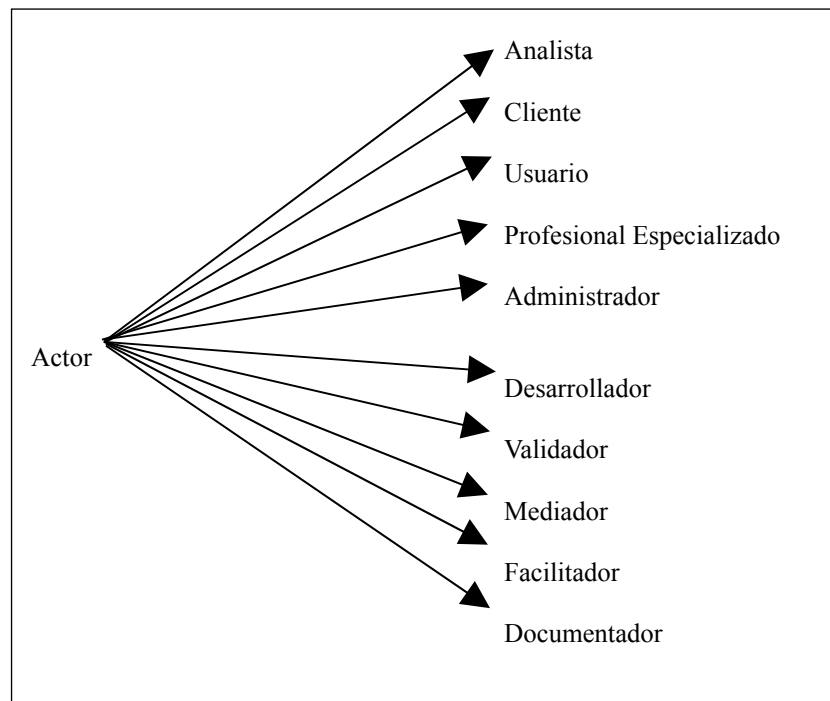 Analista
Cliente
Usuario
Profesional Especializado
Administrador
Actor
Desarrollador
Validador
Mediador
Facilitador
Documentador